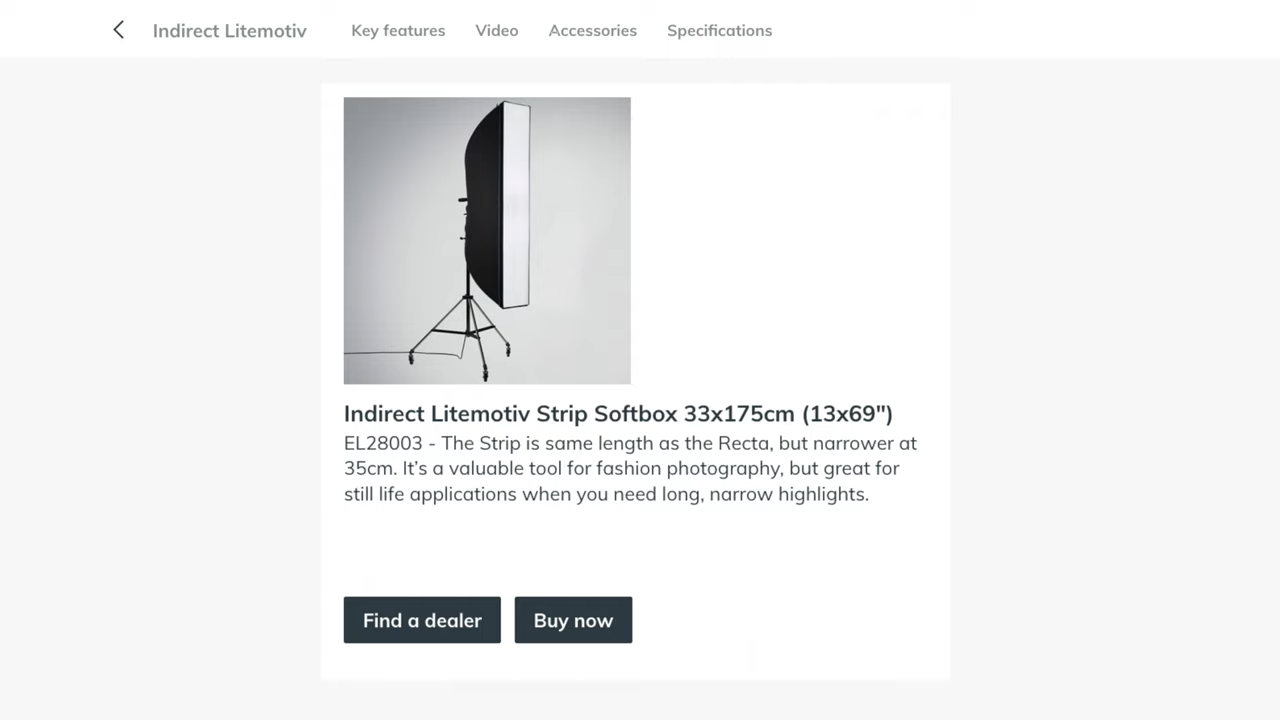 Indirect Litemotiv Key features Video Accessories Specifications
Indirect Litemotiv Strip Softbox 33x175cm (13x69")
EL28003 - The Strip is same length as the Recta, but narrower at
35cm. It’s a valuable tool for fashion photography, but great for
still life applications when you need long, narrow highlights.
Find a dealer Buy now